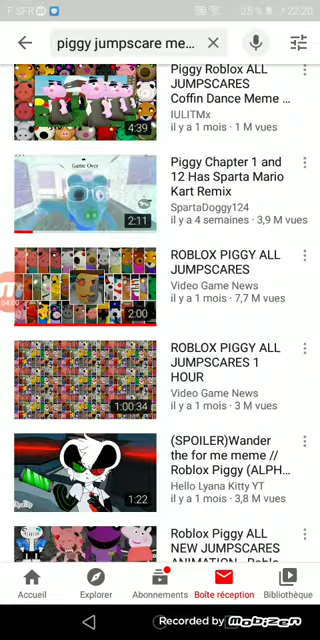 F SFR
25 % 22:20
piggy jumpscare me...
Piggy Roblox ALL
JUMPSCARES
Coffin Dance Meme ...
IULITMx
il y a 1 mois · 1 M vues
4:39
Game Over
Piggy Chapter 1 and
12 Has Sparta Mario
Kart Remix
SpartaDoggy124
il y a 4 semaines · 3,9 M vues
2:11
ROBLOX PIGGY ALL
JUMPSCARES
Video Game News
il y a 1 mois · 7,7 M vues
04:00
2:00
ROBLOX PIGGY ALL
JUMPSCARES 1
HOUR
Video Game News
il y a 1 mois · 3 M vues
1:00:34
(SPOILER)Wander
the for me meme //
Roblox Piggy (ALPH...
Hello Lyana Kitty YT
il y a 1 mois · 3,8 M vues
1:22
Roblox Piggy ALL
NEW JUMPSCARES
Accueil
Explorer
Abonnements
Boîte réception
Bibliothèque
Recorded by Mobizen